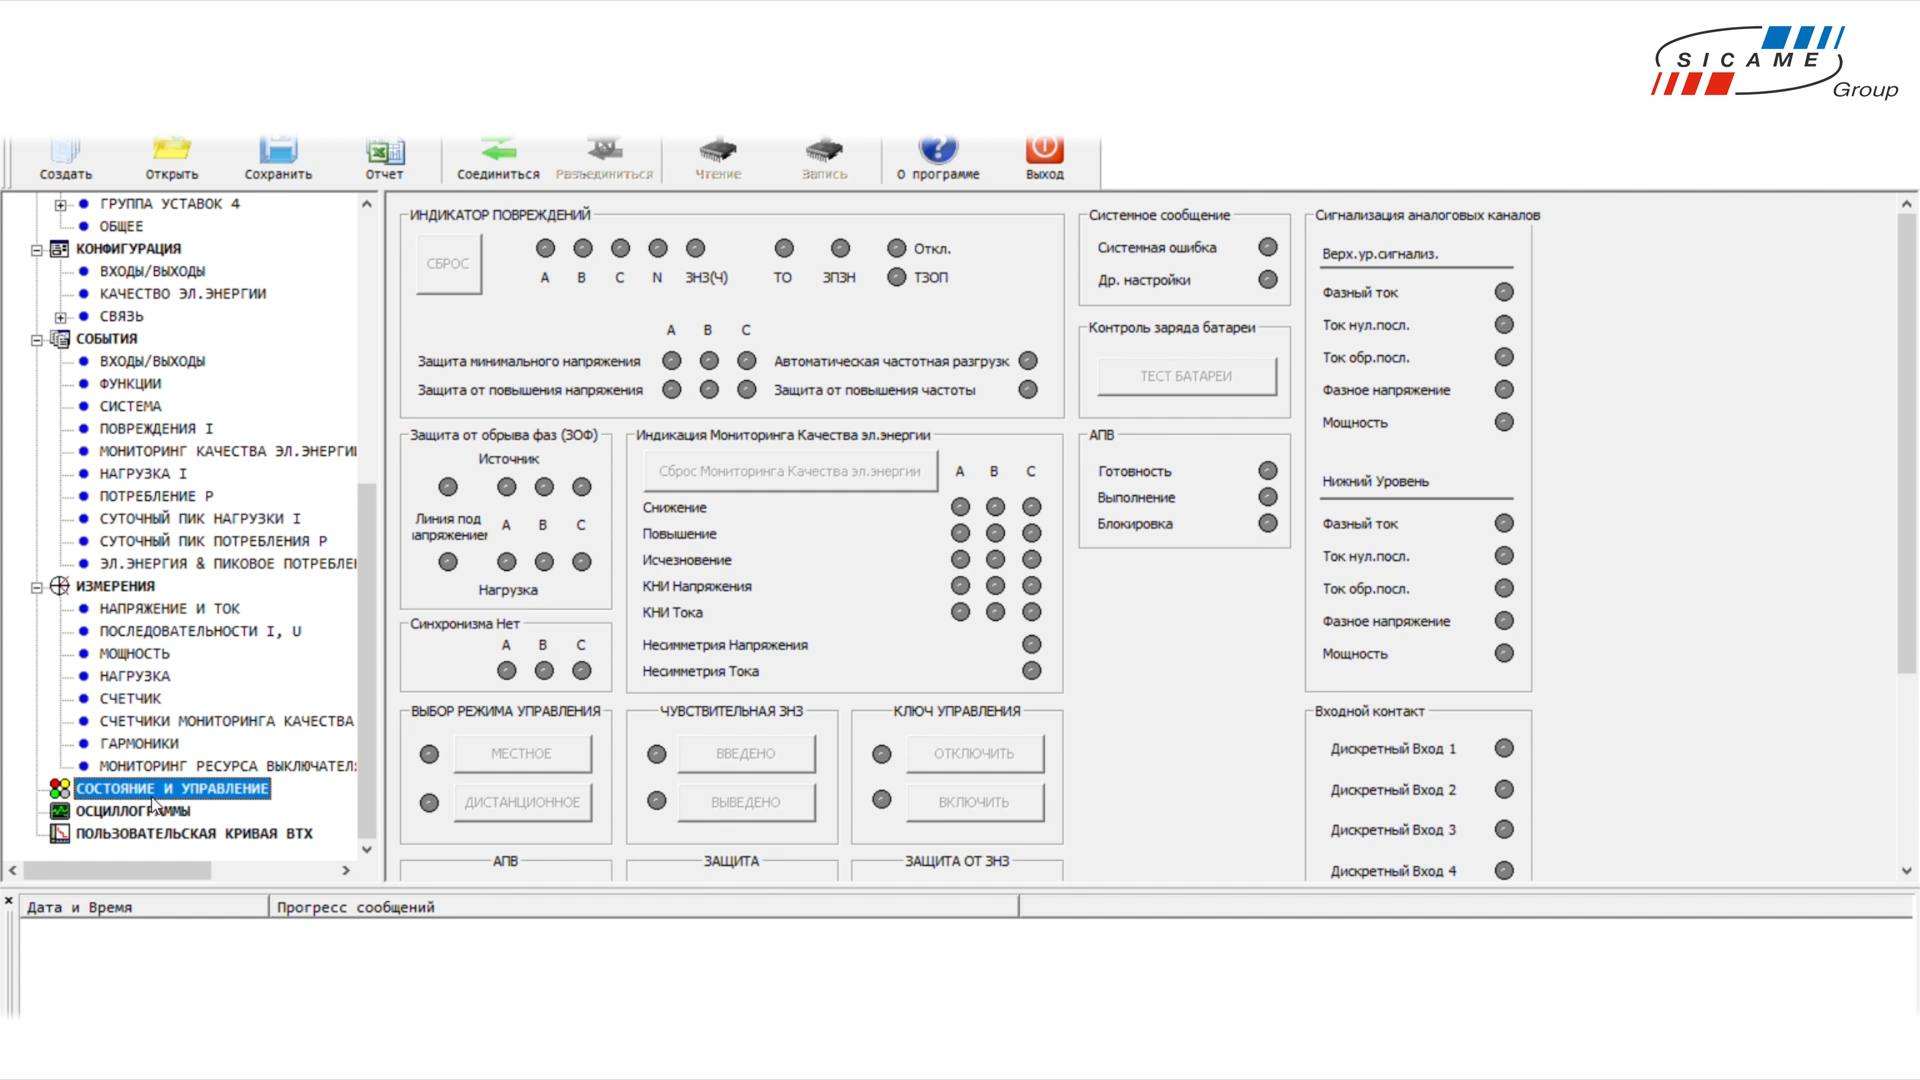 SICAME
Group
Создать
Открыть
Сохранить
Отчет
Соединиться
Разъединиться
Чтение
Запись
О программе
Выход
ГРУППА УСТАВОК 4
ОБЩЕЕ
КОНФИГУРАЦИЯ
ВХОДЫ/ВЫХОДЫ
КАЧЕСТВО ЭЛ.ЭНЕРГИИ
СВЯЗЬ
СОБЫТИЯ
ВХОДЫ/ВЫХОДЫ
ФУНКЦИИ
СИСТЕМА
ПОВРЕЖДЕНИЯ I
МОНИТОРИНГ КАЧЕСТВА ЭЛ.ЭНЕРГИИ
НАГРУЗКА I
ПОТРЕБЛЕНИЕ P
СУТОЧНЫЙ ПИК НАГРУЗКИ I
СУТОЧНЫЙ ПИК ПОТРЕБЛЕНИЯ P
ЭЛ.ЭНЕРГИЯ & ПИКОВОЕ ПОТРЕБЛЕ
ИЗМЕРЕНИЯ
НАПРЯЖЕНИЕ И ТОК
ПОСЛЕДОВАТЕЛЬНОСТИ I, U
МОЩНОСТЬ
НАГРУЗКА
СЧЕТЧИК
СЧЕТЧИКИ МОНИТОРИНГА КАЧЕСТВА
ГАРМОНИКИ
МОНИТОРИНГ РЕСУРСА ВЫКЛЮЧАТЕЛ
СОСТОЯНИЕ И УПРАВЛЕНИЕ
ОСЦИЛЛОГРАММЫ
ПОЛЬЗОВАТЕЛЬСКАЯ КРИВАЯ ВТХ
ИНДИКАТОР ПОВРЕЖДЕНИЙ
СБРОС
Откл.
A B C N ЗНЗ(Ч) ТО ЗПЗН ТЗОП
A B C
Защита минимального напряжения
Автоматическая частотная разгрузк
Защита от повышения напряжения
Защита от повышения частоты
Защита от обрыва фаз (ЗОФ)
Источник
Линия под
напряжением
A B C
Нагрузка
Синхронизма Нет
A B C
Индикация Мониторинга Качества эл.энергии
Сброс Мониторинга Качества эл.энергии
A B C
Снижение
Повышение
Исчезновение
КНИ Напряжения
КНИ Тока
Несимметрия Напряжения
Несимметрия Тока
ВЫБОР РЕЖИМА УПРАВЛЕНИЯ
МЕСТНОЕ
ДИСТАНЦИОННОЕ
ЧУВСТВИТЕЛЬНАЯ ЗНЗ
ВВЕДЕНО
ВЫВЕДЕНО
КЛЮЧ УПРАВЛЕНИЯ
ОТКЛЮЧИТЬ
ВКЛЮЧИТЬ
АПВ
ЗАЩИТА
ЗАЩИТА ОТ ЗНЗ
Системное сообщение
Системная ошибка
Др. настройки
Контроль заряда батареи
ТЕСТ БАТАРЕИ
АПВ
Готовность
Выполнение
Блокировка
Сигнализация аналоговых каналов
Верх.ур.сигнализ.
Фазный ток
Ток нул.посл.
Ток обр.посл.
Фазное напряжение
Мощность
Нижний Уровень
Фазный ток
Ток нул.посл.
Ток обр.посл.
Фазное напряжение
Мощность
Входной контакт
Дискретный Вход 1
Дискретный Вход 2
Дискретный Вход 3
Дискретный Вход 4
Дата и Время
Прогресс сообщений